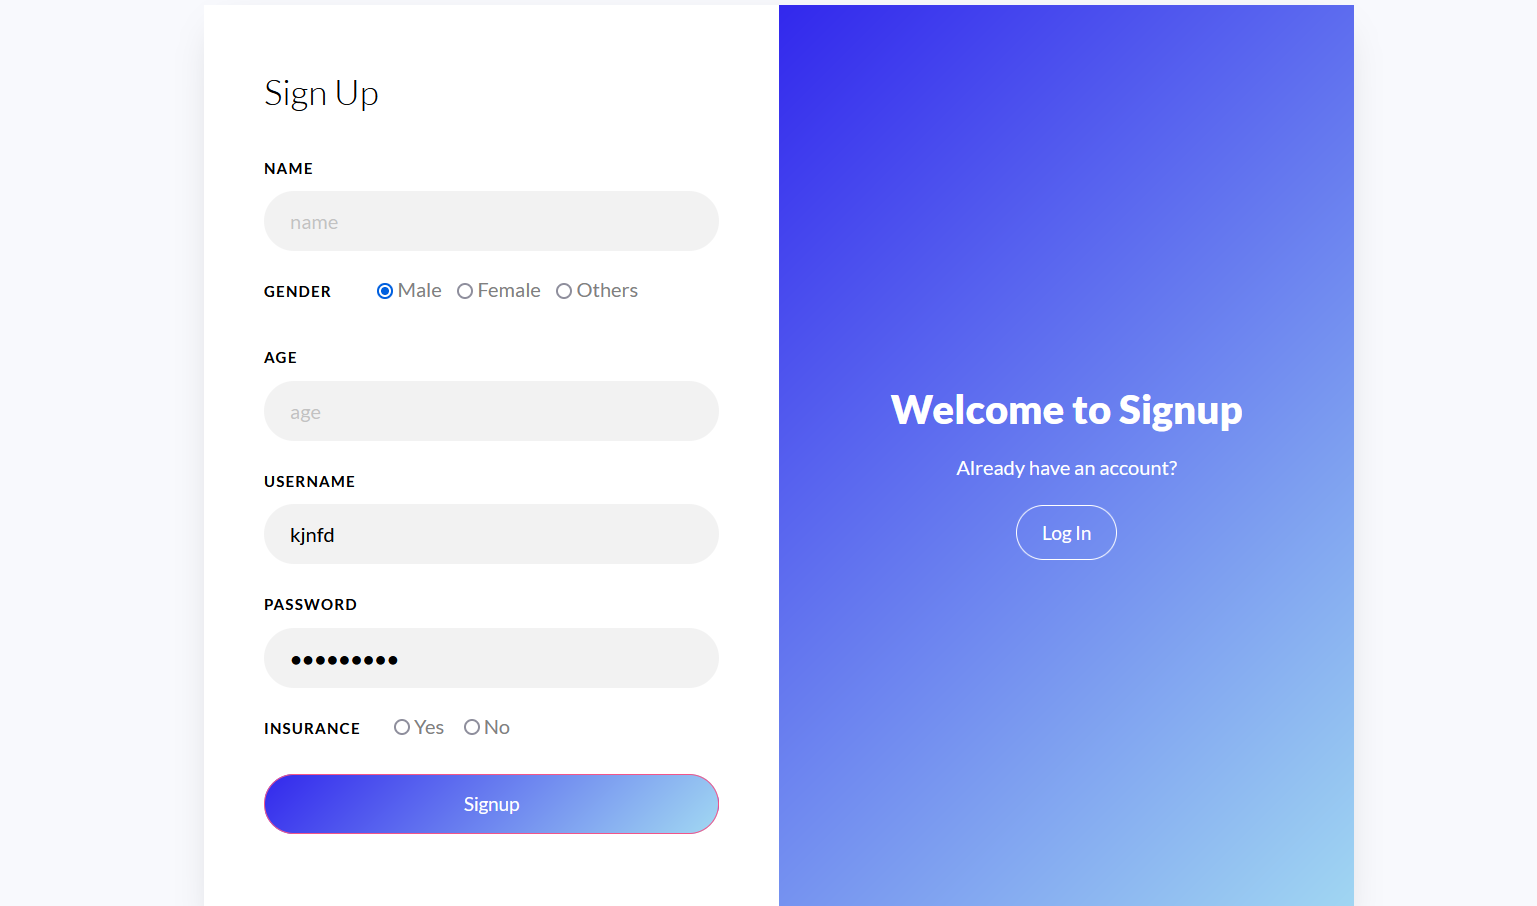 Sign Up
NAME
name
GENDER Male Female Others
AGE
age
USERNAME
kjnfd
PASSWORD
•••••••••
INSURANCE Yes No
Signup
Welcome to Signup
Already have an account?
Log In